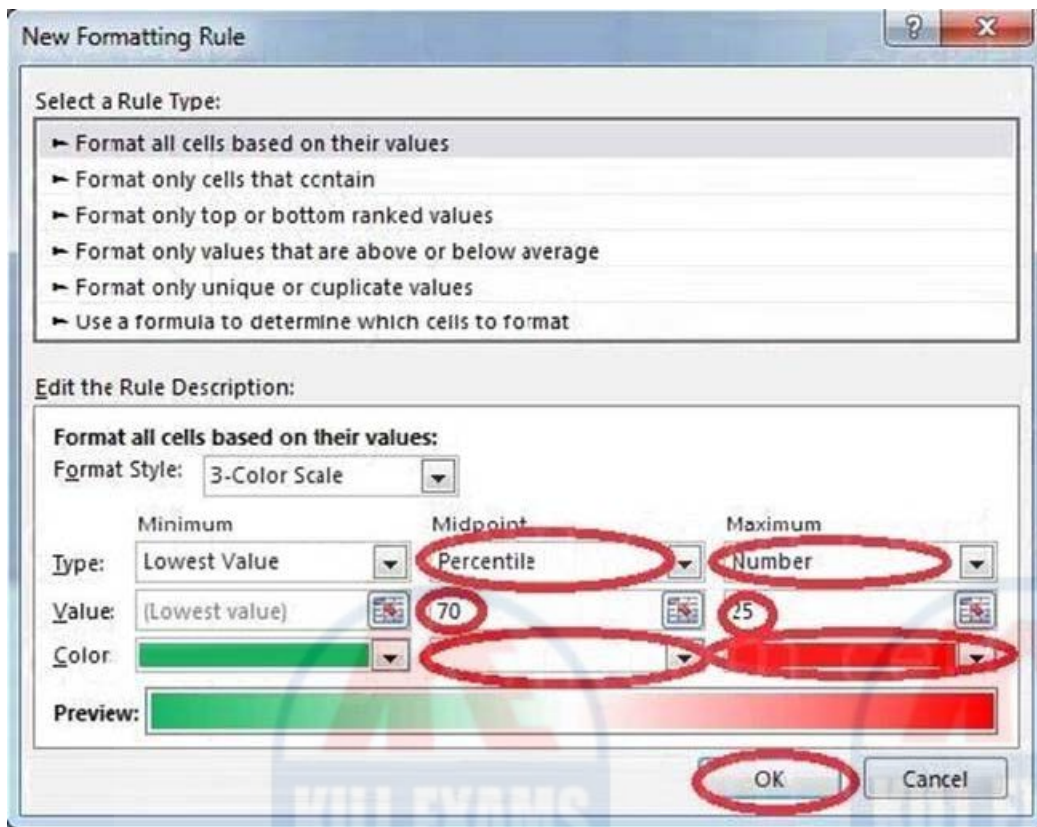 New Formatting Rule
Select a Rule Type:
► Format all cells based on their values
► Format only cells that contain
► Format only top or bottom ranked values
► Format only values that are above or below average
► Format only unique or cuplicate values
► Use a formula to determine which cells to format
Edit the Rule Description:
Format all cells based on their values:
Format Style: 3-Color Scale
Minimum Midpoint Maximum
Type: Lowest Value Percentile Number
Value: (Lowest value) 70 25
Color
Preview:
OK Cancel
KILL EXAMS